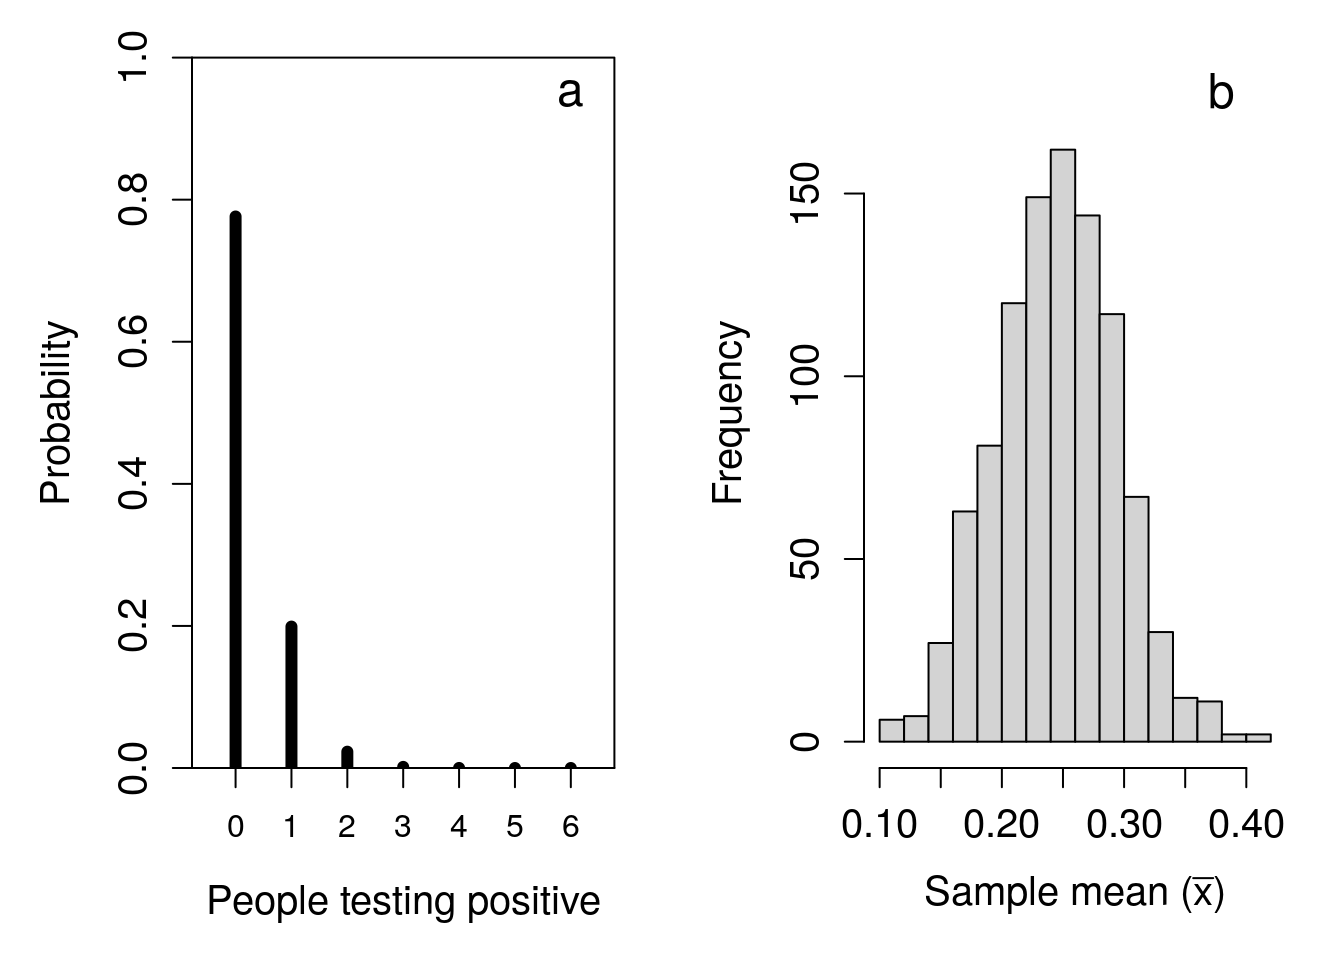 a
1.0
0.8
0.6
0.4
0.2
0.0
Probability
0 1 2 3 4 5 6
People testing positive
b
150
100
50
0
Frequency
0.10 0.20 0.30 0.40
Sample mean (x̅)